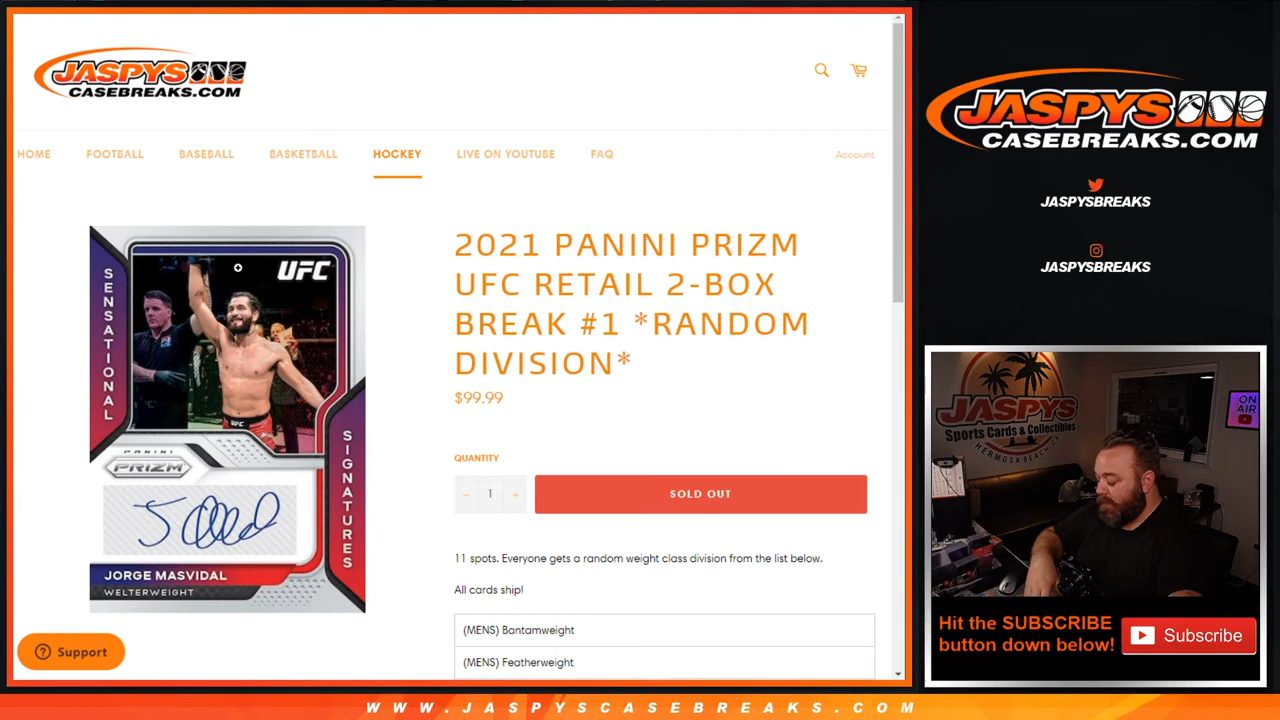 JASPYS
CASEBREAKS.COM
HOME FOOTBALL BASEBALL BASKETBALL HOCKEY LIVE ON YOUTUBE FAQ Account
SENSATIONAL
UFC
SIGNATURES
PANINI
PRIZM
JORGE MASVIDAL
WELTERWEIGHT
2021 PANINI PRIZM
UFC RETAIL 2-BOX
BREAK #1 *RANDOM
DIVISION*
$99.99
QUANTITY
− 1 +
SOLD OUT
11 spots. Everyone gets a random weight class division from the list below.
All cards ship!
(MENS) Bantamweight
(MENS) Featherweight
Support
JASPYS
CASEBREAKS.COM
JASPYSBREAKS
JASPYSBREAKS
JASPYS
Sports Cards & Collectibles
HERMOSA BEACH, CA
ON
AIR
Hit the SUBSCRIBE
button down below!
Subscribe
WWW.JASPYSCASEBREAKS.COM